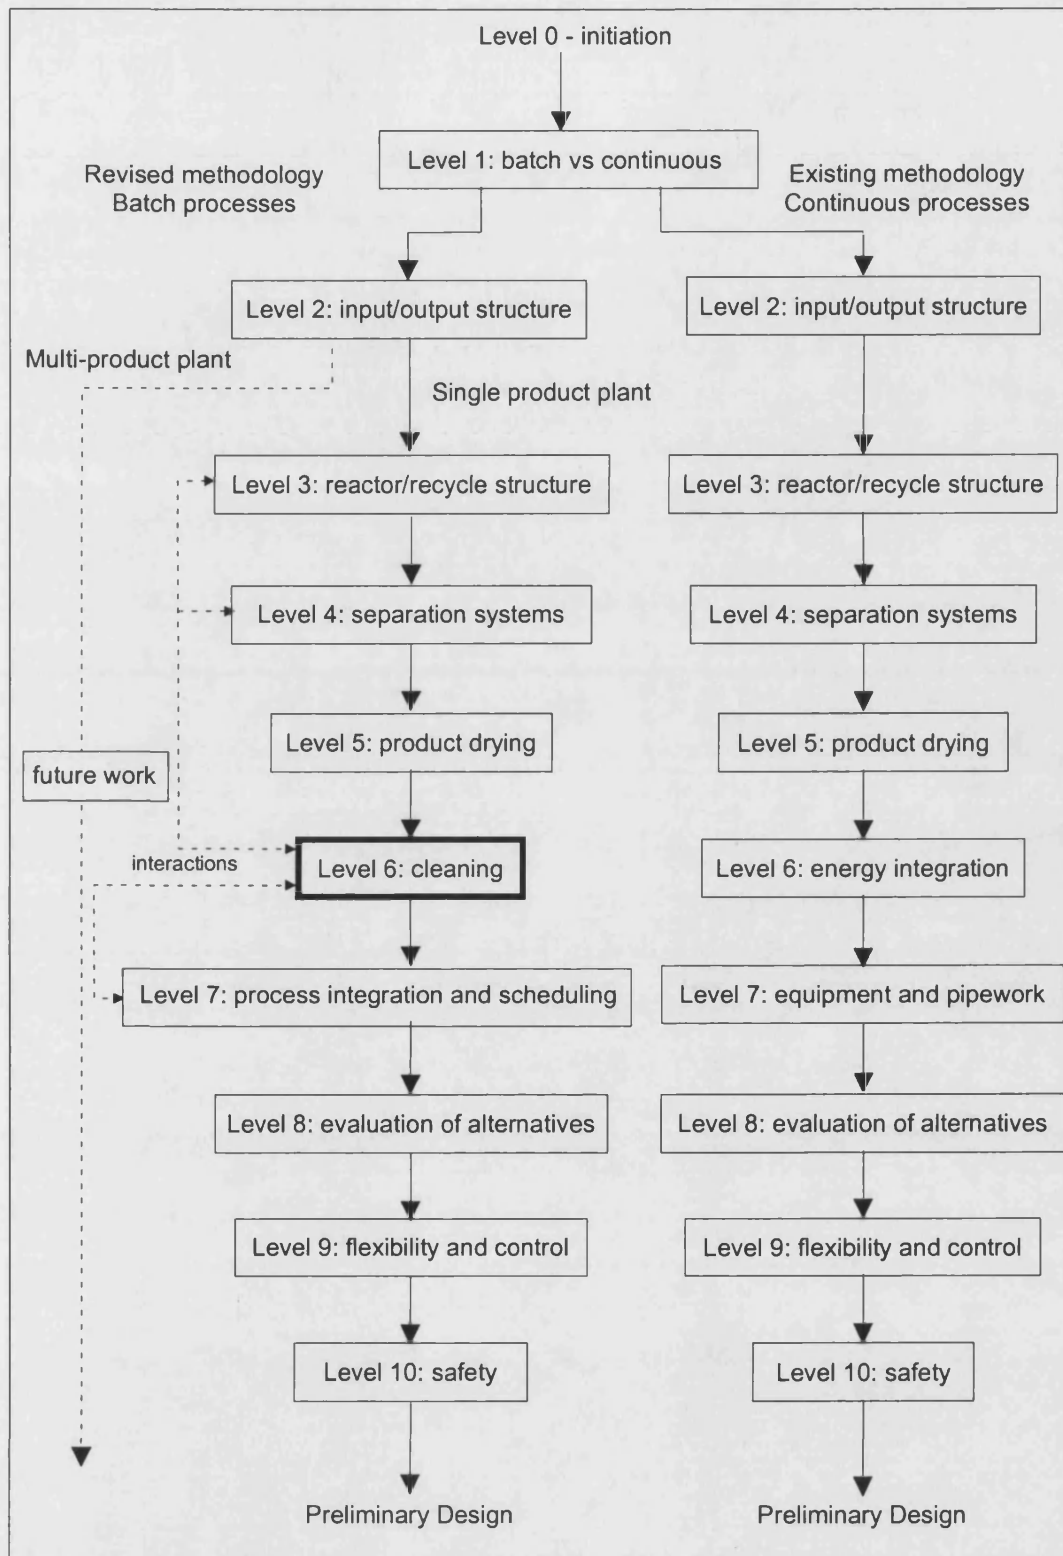 Level 0 - initiation
Level 1: batch vs continuous
Revised methodology
Batch processes
Existing methodology
Continuous processes
Level 2: input/output structure
Level 2: input/output structure
Multi-product plant
Single product plant
Level 3: reactor/recycle structure
Level 3: reactor/recycle structure
Level 4: separation systems
Level 4: separation systems
Level 5: product drying
Level 5: product drying
future work
interactions
Level 6: cleaning
Level 6: energy integration
Level 7: process integration and scheduling
Level 7: equipment and pipework
Level 8: evaluation of alternatives
Level 8: evaluation of alternatives
Level 9: flexibility and control
Level 9: flexibility and control
Level 10: safety
Level 10: safety
Preliminary Design
Preliminary Design